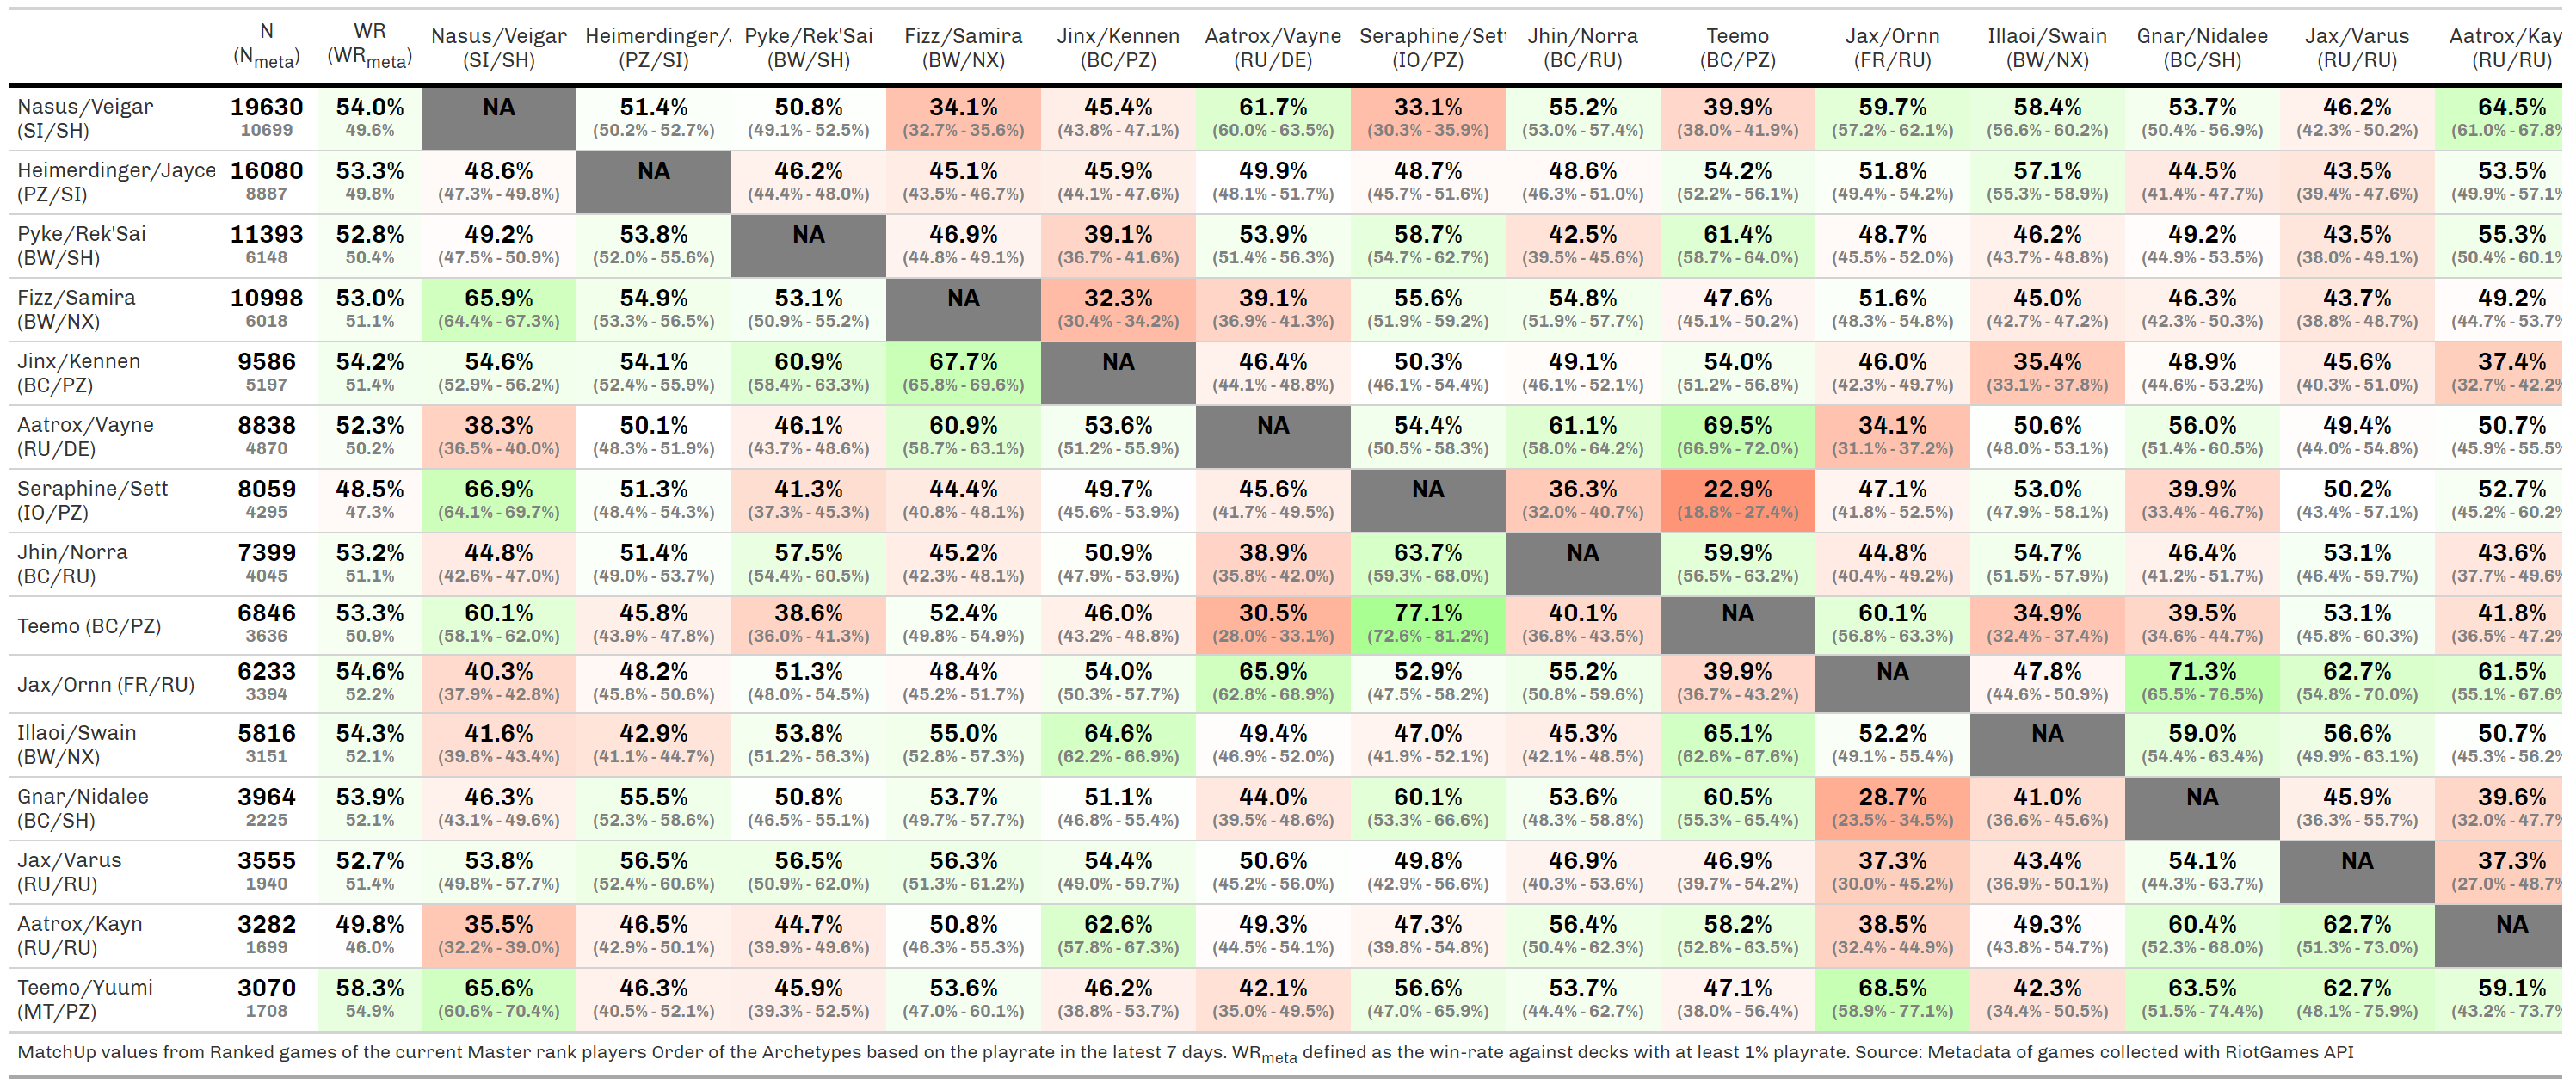 N WR Nasus/Veigar Heimerdinger/J Pyke/Rek'Sai Fizz/Samira Jinx/Kennen Aatrox/Vayne Seraphine/Sett Jhin/Norra Teemo Jax/Ornn Illaoi/Swain Gnar/Nidalee Jax/Varus Aatrox/Kay
(Nmeta) (WRmeta) (SI/SH) (PZ/SI) (BW/SH) (BW/NX) (BC/PZ) (RU/DE) (IO/PZ) (BC/RU) (BC/PZ) (FR/RU) (BW/NX) (BC/SH) (RU/RU) (RU/RU)
Nasus/Veigar 19630 54.0% NA 51.4% 50.8% 34.1% 45.4% 61.7% 33.1% 55.2% 39.9% 59.7% 58.4% 53.7% 46.2% 64.5%
(SI/SH) 10699 49.6% (50.2% - 52.7%) (49.1% - 52.5%) (32.7% - 35.6%) (43.8% - 47.1%) (60.0% - 63.5%) (30.3% - 35.9%) (53.0% - 57.4%) (38.0% - 41.9%) (57.2% - 62.1%) (56.6% - 60.2%) (50.4% - 56.9%) (42.3% - 50.2%) (61.0% - 67.8%
Heimerdinger/Jayce 16080 53.3% 48.6% NA 46.2% 45.1% 45.9% 49.9% 48.7% 48.6% 54.2% 51.8% 57.1% 44.5% 43.5% 53.5%
(PZ/SI) 8887 49.8% (47.3% - 49.8%) (44.4% - 48.0%) (43.5% - 46.7%) (44.1% - 47.6%) (48.1% - 51.7%) (45.7% - 51.6%) (46.3% - 51.0%) (52.2% - 56.1%) (49.4% - 54.2%) (55.3% - 58.9%) (41.4% - 47.7%) (39.4% - 47.6%) (49.9% - 57.1%
Pyke/Rek'Sai 11393 52.8% 49.2% 53.8% NA 46.9% 39.1% 53.9% 58.7% 42.5% 61.4% 48.7% 46.2% 49.2% 43.5% 55.3%
(BW/SH) 6148 50.4% (47.5% - 50.9%) (52.0% - 55.6%) (44.8% - 49.1%) (36.7% - 41.6%) (51.4% - 56.3%) (54.7% - 62.7%) (39.5% - 45.6%) (58.7% - 64.0%) (45.5% - 52.0%) (43.7% - 48.8%) (44.9% - 53.5%) (38.0% - 49.1%) (50.4% - 60.1%
Fizz/Samira 10998 53.0% 65.9% 54.9% 53.1% NA 32.3% 39.1% 55.6% 54.8% 47.6% 51.6% 45.0% 46.3% 43.7% 49.2%
(BW/NX) 6018 51.1% (64.4% - 67.3%) (53.3% - 56.5%) (50.9% - 55.2%) (30.4% - 34.2%) (36.9% - 41.3%) (51.9% - 59.2%) (51.9% - 57.7%) (45.1% - 50.2%) (48.3% - 54.8%) (42.7% - 47.2%) (42.3% - 50.3%) (38.8% - 48.7%) (44.7% - 53.7%
Jinx/Kennen 9586 54.2% 54.6% 54.1% 60.9% 67.7% NA 46.4% 50.3% 49.1% 54.0% 46.0% 35.4% 48.9% 45.6% 37.4%
(BC/PZ) 5197 51.4% (52.9% - 56.2%) (52.4% - 55.9%) (58.4% - 63.3%) (65.8% - 69.6%) (44.1% - 48.8%) (46.1% - 54.4%) (46.1% - 52.1%) (51.2% - 56.8%) (42.3% - 49.7%) (33.1% - 37.8%) (44.6% - 53.2%) (40.3% - 51.0%) (32.7% - 42.2%
Aatrox/Vayne 8838 52.3% 38.3% 50.1% 46.1% 60.9% 53.6% NA 54.4% 61.1% 69.5% 34.1% 50.6% 56.0% 49.4% 50.7%
(RU/DE) 4870 50.2% (36.5% - 40.0%) (48.3% - 51.9%) (43.7% - 48.6%) (58.7% - 63.1%) (51.2% - 55.9%) (50.5% - 58.3%) (58.0% - 64.2%) (66.9% - 72.0%) (31.1% - 37.2%) (48.0% - 53.1%) (51.4% - 60.5%) (44.0% - 54.8%) (45.9% - 55.5%
Seraphine/Sett 8059 48.5% 66.9% 51.3% 41.3% 44.4% 49.7% 45.6% NA 36.3% 22.9% 47.1% 53.0% 39.9% 50.2% 52.7%
(IO/PZ) 4295 47.3% (64.1% - 69.7%) (48.4% - 54.3%) (37.3% - 45.3%) (40.8% - 48.1%) (45.6% - 53.9%) (41.7% - 49.5%) (32.0% - 40.7%) (18.8% - 27.4%) (41.8% - 52.5%) (47.9% - 58.1%) (33.4% - 46.7%) (43.4% - 57.1%) (45.2% - 60.2%
Jhin/Norra 7399 53.2% 44.8% 51.4% 57.5% 45.2% 50.9% 38.9% 63.7% NA 59.9% 44.8% 54.7% 46.4% 53.1% 43.6%
(BC/RU) 4045 51.1% (42.6% - 47.0%) (49.0% - 53.7%) (54.4% - 60.5%) (42.3% - 48.1%) (47.9% - 53.9%) (35.8% - 42.0%) (59.3% - 68.0%) (56.5% - 63.2%) (40.4% - 49.2%) (51.5% - 57.9%) (41.2% - 51.7%) (46.4% - 59.7%) (37.7% - 49.6%
Teemo (BC/PZ) 6846 53.3% 60.1% 45.8% 38.6% 52.4% 46.0% 30.5% 77.1% 40.1% NA 60.1% 34.9% 39.5% 53.1% 41.8%
3636 50.9% (58.1% - 62.0%) (43.9% - 47.8%) (36.0% - 41.3%) (49.8% - 54.9%) (43.2% - 48.8%) (28.0% - 33.1%) (72.6% - 81.2%) (36.8% - 43.5%) (56.8% - 63.3%) (32.4% - 37.4%) (34.6% - 44.7%) (45.8% - 60.3%) (36.5% - 47.2%
Jax/Ornn (FR/RU) 6233 54.6% 40.3% 48.2% 51.3% 48.4% 54.0% 65.9% 52.9% 55.2% 39.9% NA 47.8% 71.3% 62.7% 61.5%
3394 52.2% (37.9% - 42.8%) (45.8% - 50.6%) (48.0% - 54.5%) (45.2% - 51.7%) (50.3% - 57.7%) (62.8% - 68.9%) (47.5% - 58.2%) (50.8% - 59.6%) (36.7% - 43.2%) (44.6% - 50.9%) (65.5% - 76.5%) (54.8% - 70.0%) (55.1% - 67.6%
Illaoi/Swain 5816 54.3% 41.6% 42.9% 53.8% 55.0% 64.6% 49.4% 47.0% 45.3% 65.1% 52.2% NA 59.0% 56.6% 50.7%
(BW/NX) 3151 52.1% (39.8% - 43.4%) (41.1% - 44.7%) (51.2% - 56.3%) (52.8% - 57.3%) (62.2% - 66.9%) (46.9% - 52.0%) (41.9% - 52.1%) (42.1% - 48.5%) (62.6% - 67.6%) (49.1% - 55.4%) (54.4% - 63.4%) (49.9% - 63.1%) (45.3% - 56.2%
Gnar/Nidalee 3964 53.9% 46.3% 55.5% 50.8% 53.7% 51.1% 44.0% 60.1% 53.6% 60.5% 28.7% 41.0% NA 45.9% 39.6%
(BC/SH) 2225 52.1% (43.1% - 49.6%) (52.3% - 58.6%) (46.5% - 55.1%) (49.7% - 57.7%) (46.8% - 55.4%) (39.5% - 48.6%) (53.3% - 66.6%) (48.3% - 58.8%) (55.3% - 65.4%) (23.5% - 34.5%) (36.6% - 45.6%) (36.3% - 55.7%) (32.0% - 47.7%
Jax/Varus 3555 52.7% 53.8% 56.5% 56.5% 56.3% 54.4% 50.6% 49.8% 46.9% 46.9% 37.3% 43.4% 54.1% NA 37.3%
(RU/RU) 1940 51.4% (49.8% - 57.7%) (52.4% - 60.6%) (50.9% - 62.0%) (51.3% - 61.2%) (49.0% - 59.7%) (45.2% - 56.0%) (42.9% - 56.6%) (40.3% - 53.6%) (39.7% - 54.2%) (30.0% - 45.2%) (36.9% - 50.1%) (44.3% - 63.7%) (27.0% - 48.7%
Aatrox/Kayn 3282 49.8% 35.5% 46.5% 44.7% 50.8% 62.6% 49.3% 47.3% 56.4% 58.2% 38.5% 49.3% 60.4% 62.7% NA
(RU/RU) 1699 46.0% (32.2% - 39.0%) (42.9% - 50.1%) (39.9% - 49.6%) (46.3% - 55.3%) (57.8% - 67.3%) (44.5% - 54.1%) (39.8% - 54.8%) (50.4% - 62.3%) (52.8% - 63.5%) (32.4% - 44.9%) (43.8% - 54.7%) (52.3% - 68.0%) (51.3% - 73.0%)
Teemo/Yuumi 3070 58.3% 65.6% 46.3% 45.9% 53.6% 46.2% 42.1% 56.6% 53.7% 47.1% 68.5% 42.3% 63.5% 62.7% 59.1%
(MT/PZ) 1708 54.9% (60.6% - 70.4%) (40.5% - 52.1%) (39.3% - 52.5%) (47.0% - 60.1%) (38.8% - 53.7%) (35.0% - 49.5%) (47.0% - 65.9%) (44.4% - 62.7%) (38.0% - 56.4%) (58.9% - 77.1%) (34.4% - 50.5%) (51.5% - 74.4%) (48.1% - 75.9%) (43.2% - 73.7%
MatchUp values from Ranked games of the current Master rank players Order of the Archetypes based on the playrate in the latest 7 days. WRmeta defined as the win-rate against decks with at least 1% playrate. Source: Metadata of games collected with RiotGames API